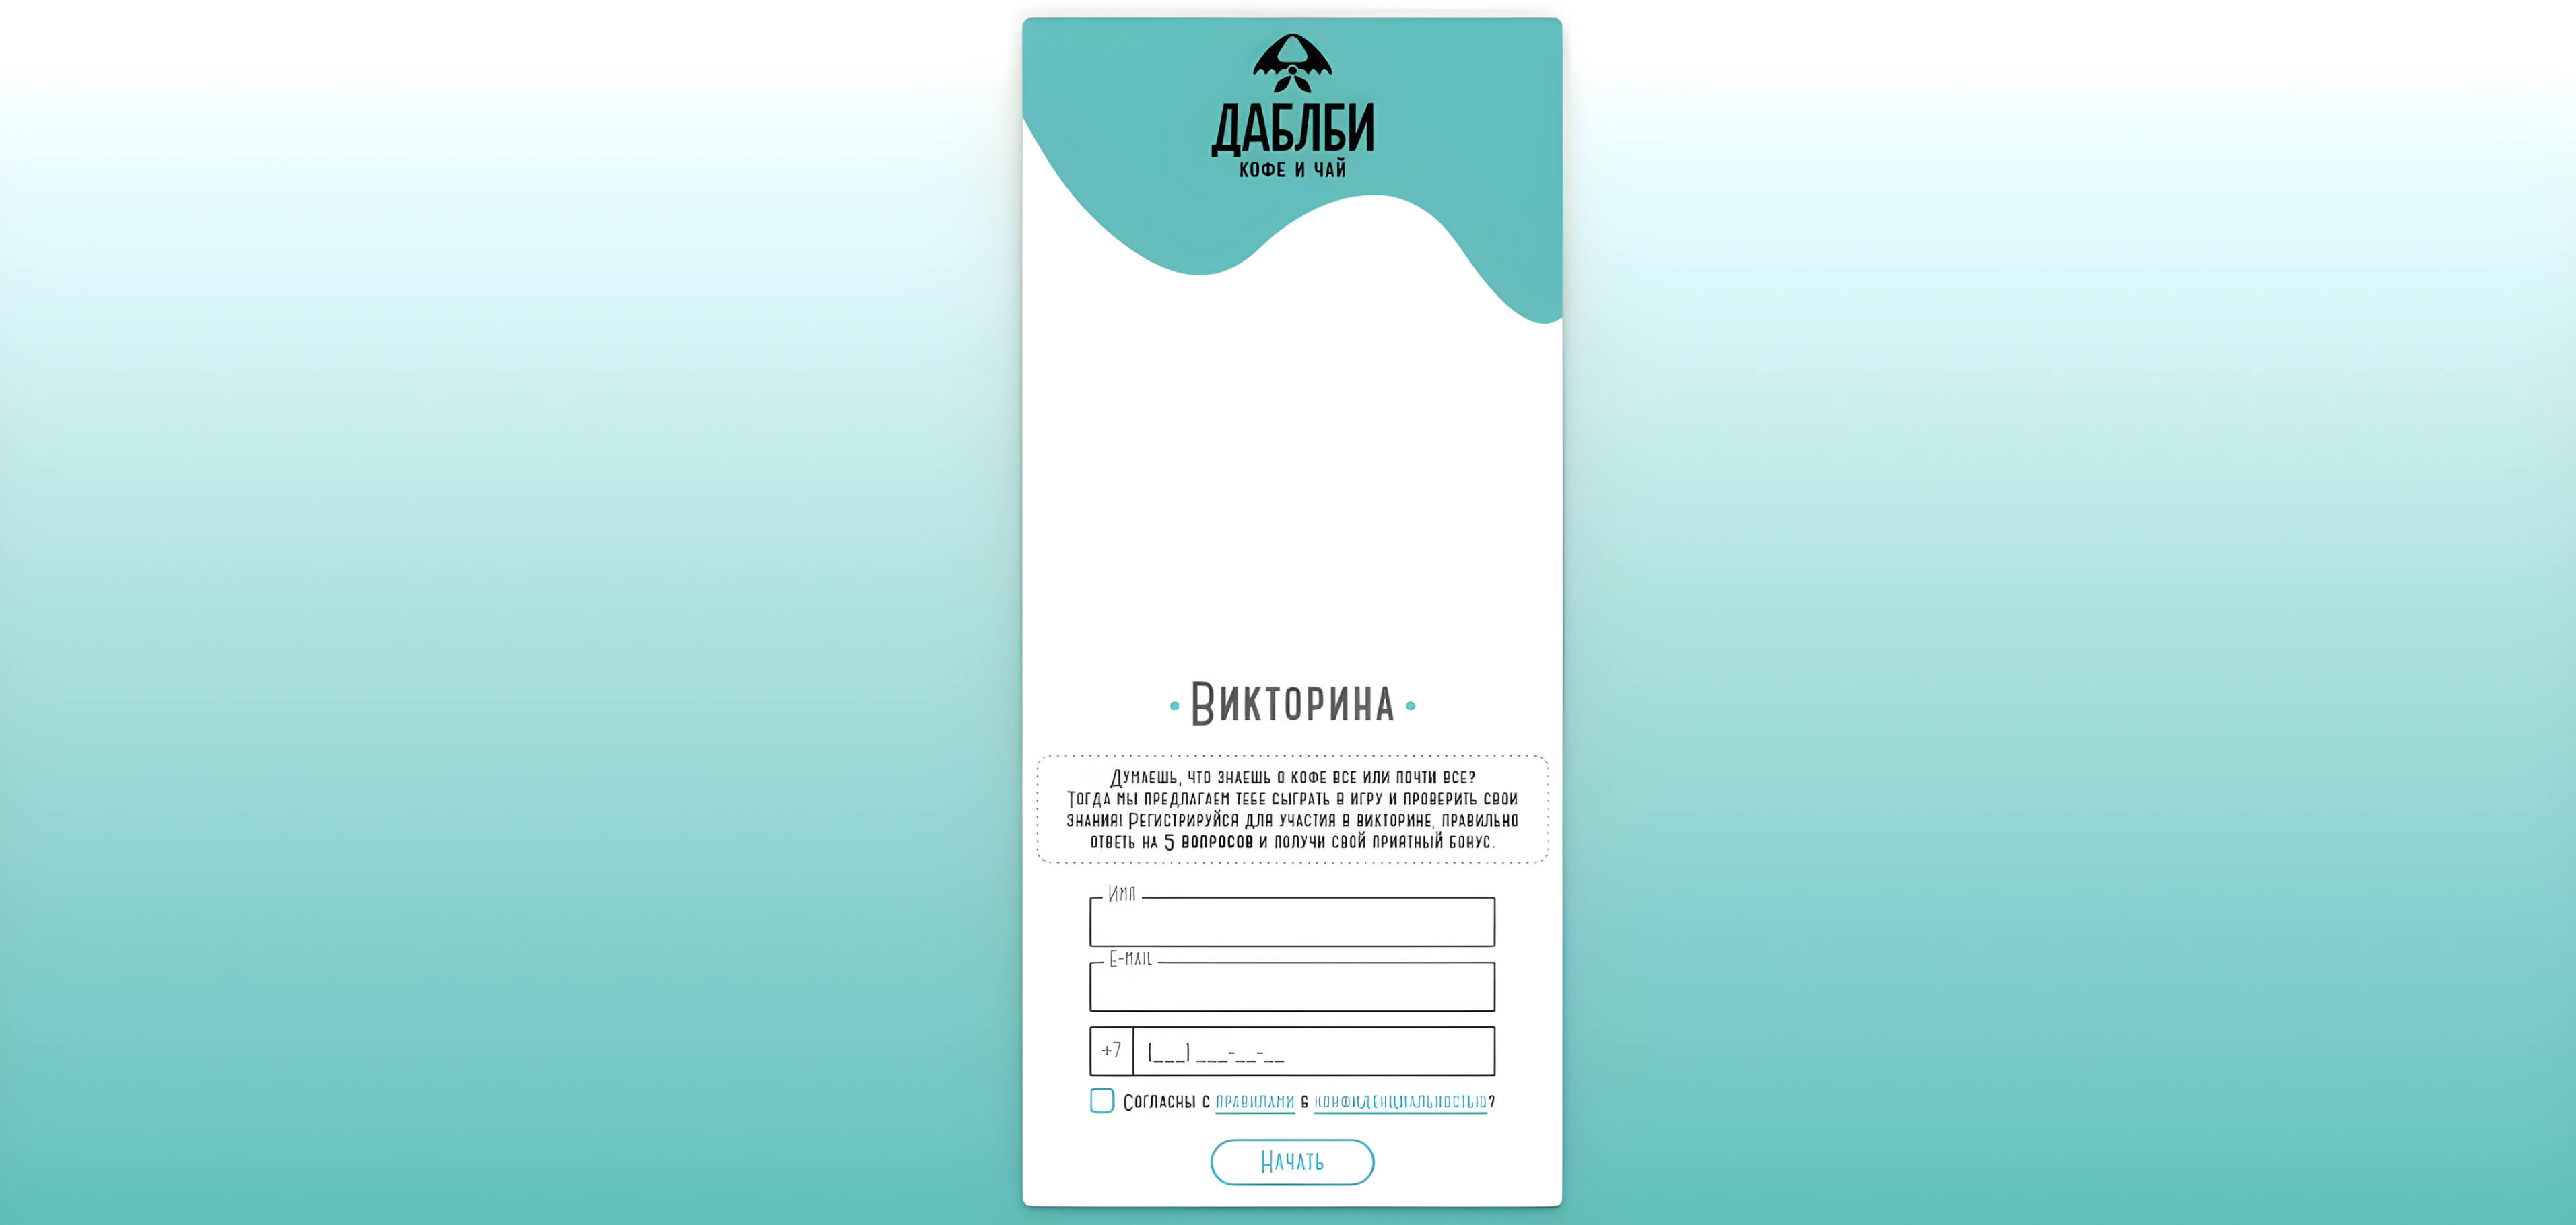 ДАБЛБИ
КОФЕ И ЧАЙ
Викторина
Думаешь, что знаешь о кофе все или почти все?
Тогда мы предлагаем тебе сыграть в игру и проверить свои
знания! Регистрируйся для участия в викторине, правильно
ответь на 5 вопросов и получи свой приятный бонус.
Имя
E-mail
+7 (___) ___-__-__
Согласны с правилами & конфиденциальностью?
Начать